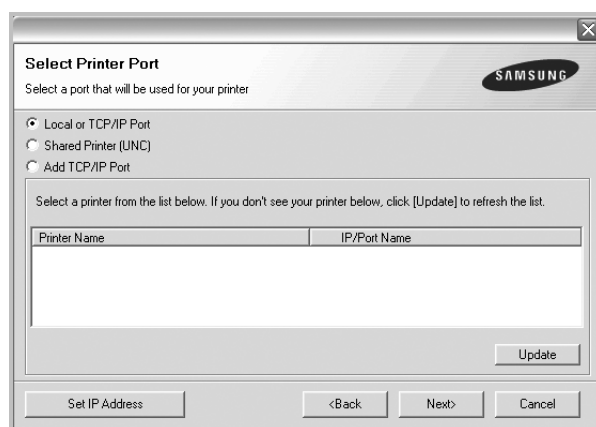 Select Printer Port
Select a port that will be used for your printer
SAMSUNG
Local or TCP/IP Port
Shared Printer (UNC)
Add TCP/IP Port
Select a printer from the list below. If you don't see your printer below, click [Update] to refresh the list.
Printer Name IP/Port Name
Update
Set IP Address <Back Next> Cancel